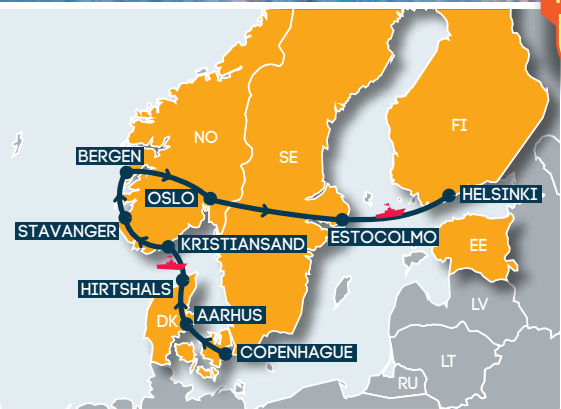 NO
FI
SE
BERGEN
OSLO
HELSINKI
STAVANGER
KRISTIANSAND
ESTOCOLMO
EE
HIRTSHALS
LV
DK
AARHUS
COPENHAGUE
LT
RU